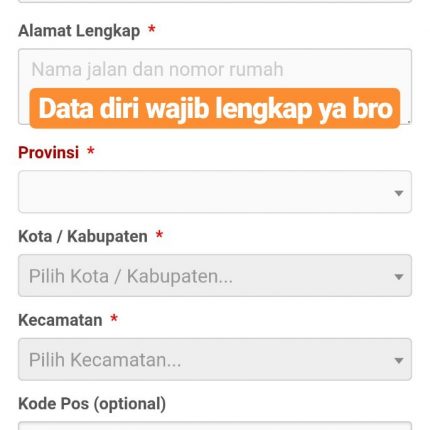 Alamat Lengkap *
Nama jalan dan nomor rumah
Data diri wajib lengkap ya bro
Provinsi *
Kota / Kabupaten *
Pilih Kota / Kabupaten...
Kecamatan *
Pilih Kecamatan...
Kode Pos (optional)